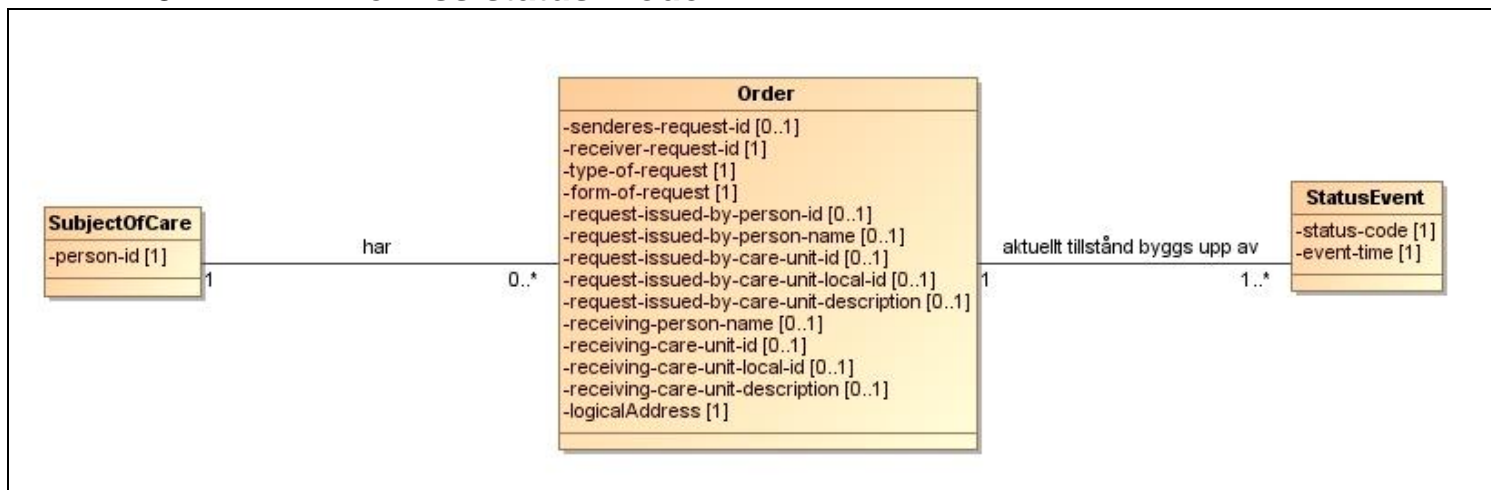 SubjectOfCare
-person-id [1]
1
har
0..*
Order
-senderes-request-id [0..1]
-receiver-request-id [1]
-type-of-request [1]
-form-of-request [1]
-request-issued-by-person-id [0..1]
-request-issued-by-person-name [0..1]
-request-issued-by-care-unit-id [0..1]
-request-issued-by-care-unit-local-id [0..1]
-request-issued-by-care-unit-description [0..1]
-receiving-person-name [0..1]
-receiving-care-unit-id [0..1]
-receiving-care-unit-local-id [0..1]
-receiving-care-unit-description [0..1]
-logicalAddress [1]
1
aktuellt tillstånd byggs upp av
1..*
StatusEvent
-status-code [1]
-event-time [1]